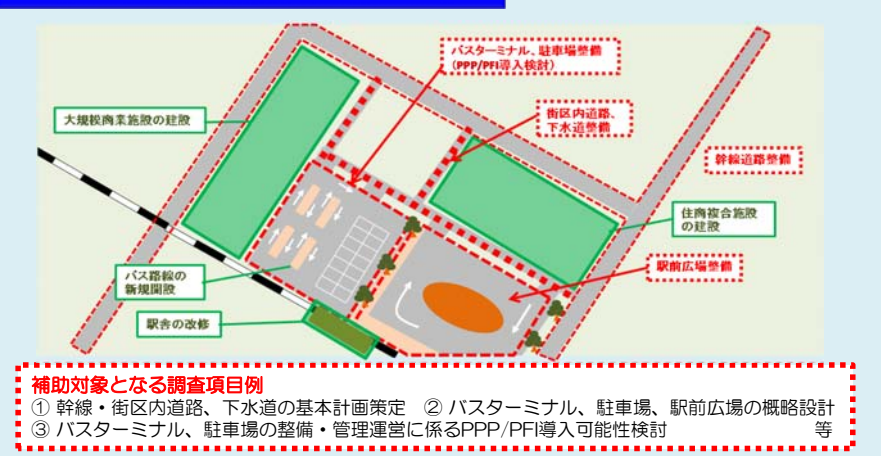 バスターミナル、駐車場整備
(PPP/PFI導入検討)
大規模商業施設の建設
街区内道路、
下水道整備
幹線道路整備
住商複合施設
の建設
バス路線の
新規開設
駅前広場整備
駅舎の改修
補助対象となる調査項目例
① 幹線・街区内道路、下水道の基本計画策定 ② バスターミナル、駐車場、駅前広場の概略設計
③ バスターミナル、駐車場の整備・管理運営に係るPPP/PFI導入可能性検討 等